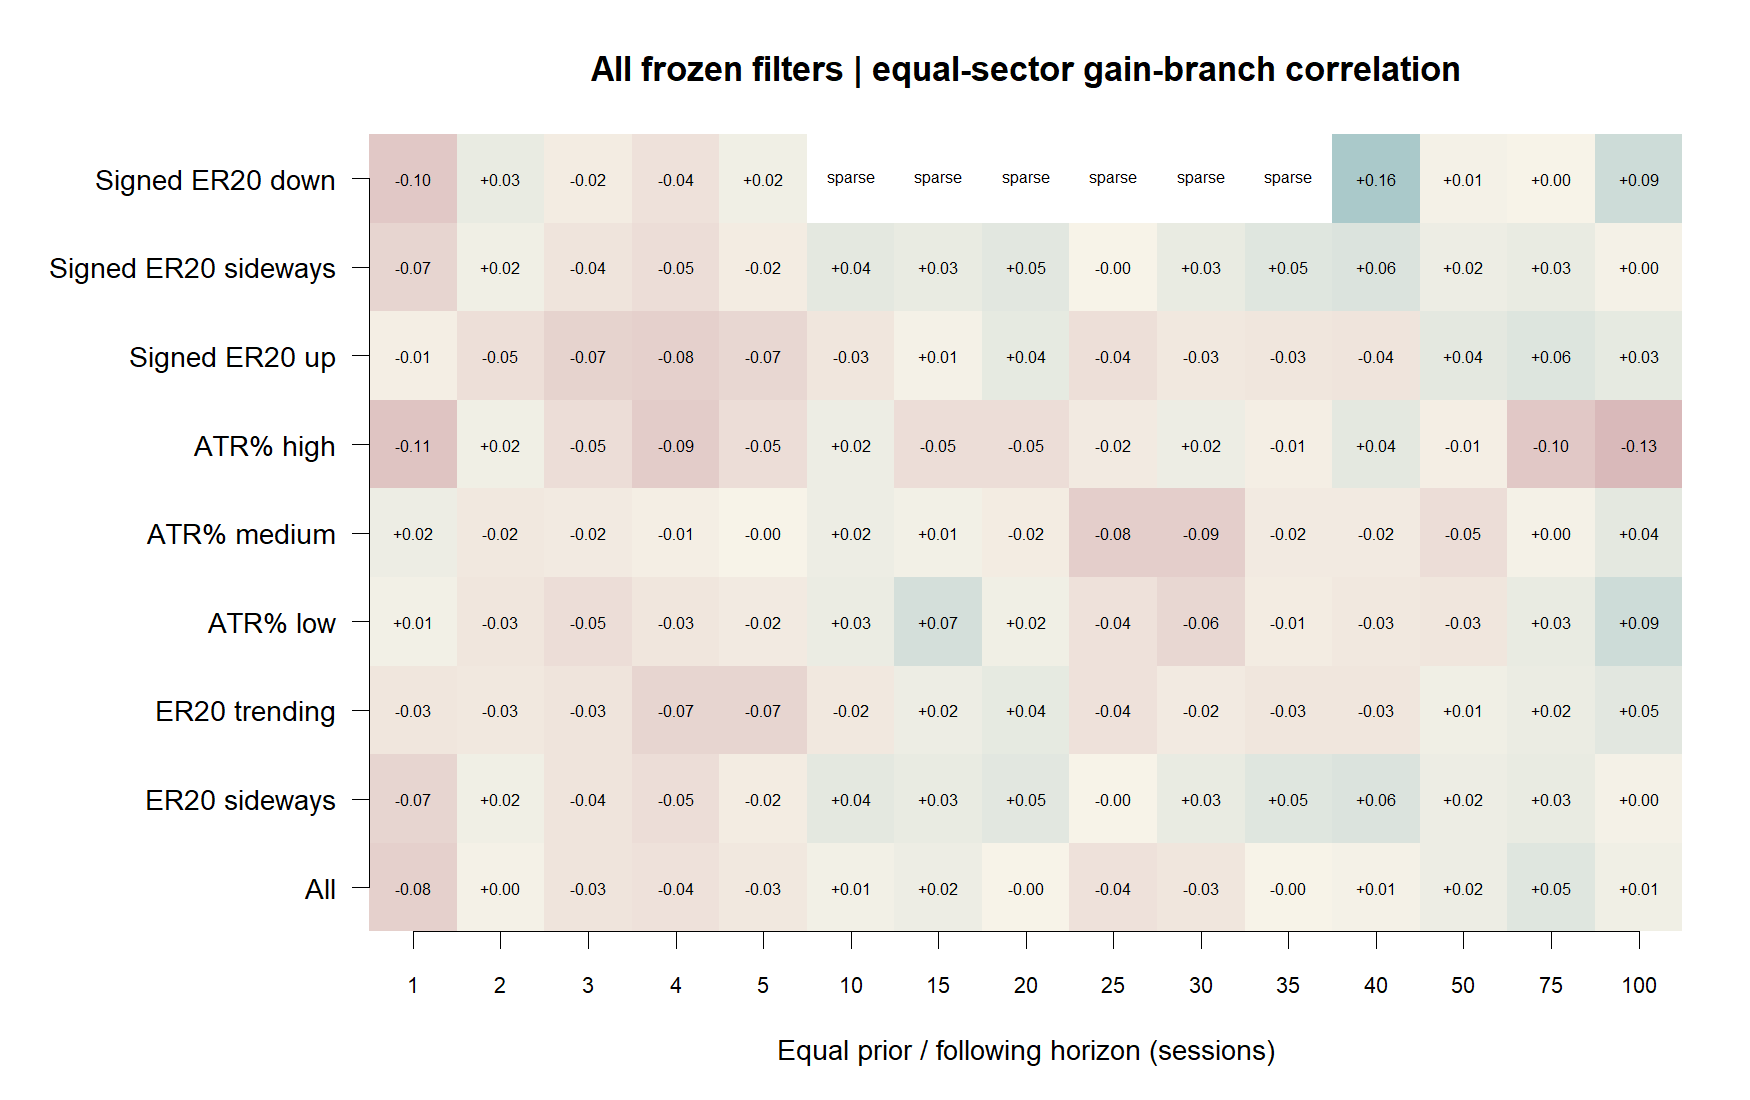 All frozen filters | equal-sector gain-branch correlation
Signed ER20 down -0.10 +0.03 -0.02 -0.04 +0.02 sparse sparse sparse sparse sparse sparse +0.16 +0.01 +0.00 +0.09
Signed ER20 sideways -0.07 +0.02 -0.04 -0.05 -0.02 +0.04 +0.03 +0.05 -0.00 +0.03 +0.05 +0.06 +0.02 +0.03 +0.00
Signed ER20 up -0.01 -0.05 -0.07 -0.08 -0.07 -0.03 +0.01 +0.04 -0.04 -0.03 -0.03 -0.04 +0.04 +0.06 +0.03
ATR% high -0.11 +0.02 -0.05 -0.09 -0.05 +0.02 -0.05 -0.05 -0.02 +0.02 -0.01 +0.04 -0.01 -0.10 -0.13
ATR% medium +0.02 -0.02 -0.02 -0.01 -0.00 +0.02 +0.01 -0.02 -0.08 -0.09 -0.02 -0.02 -0.05 +0.00 +0.04
ATR% low +0.01 -0.03 -0.05 -0.03 -0.02 +0.03 +0.07 +0.02 -0.04 -0.06 -0.01 -0.03 -0.03 +0.03 +0.09
ER20 trending -0.03 -0.03 -0.03 -0.07 -0.07 -0.02 +0.02 +0.04 -0.04 -0.02 -0.03 -0.03 +0.01 +0.02 +0.05
ER20 sideways -0.07 +0.02 -0.04 -0.05 -0.02 +0.04 +0.03 +0.05 -0.00 +0.03 +0.05 +0.06 +0.02 +0.03 +0.00
All -0.08 +0.00 -0.03 -0.04 -0.03 +0.01 +0.02 -0.00 -0.04 -0.03 -0.00 +0.01 +0.02 +0.05 +0.01
1 2 3 4 5 10 15 20 25 30 35 40 50 75 100
Equal prior / following horizon (sessions)